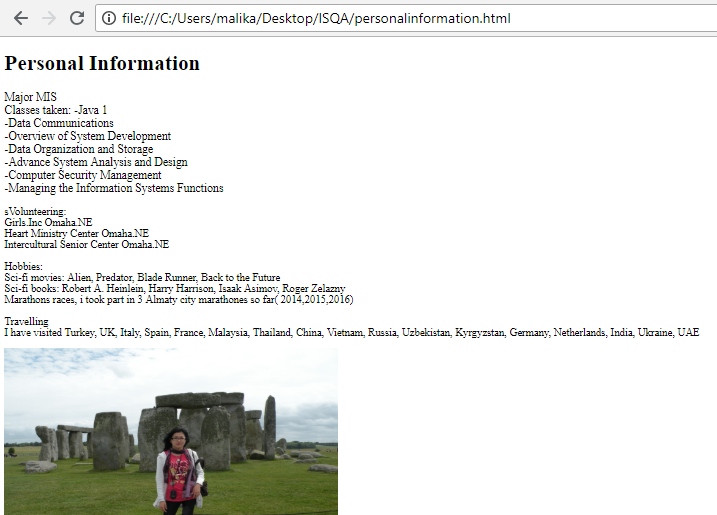 file:///C:/Users/malika/Desktop/ISQA/personalinformation.html
Personal Information
Major MIS
Classes taken: -Java 1
-Data Communications
-Overview of System Development
-Data Organization and Storage
-Advance System Analysis and Design
-Computer Security Management
-Managing the Information Systems Functions
sVolunteering:
Girls.Inc Omaha.NE
Heart Ministry Center Omaha.NE
Intercultural Senior Center Omaha.NE
Hobbies:
Sci-fi movies: Alien, Predator, Blade Runner, Back to the Future
Sci-fi books: Robert A. Heinlein, Harry Harrison, Isaak Asimov, Roger Zelazny
Marathons races, i took part in 3 Almaty city marathones so far( 2014,2015,2016)
Travelling
I have visited Turkey, UK, Italy, Spain, France, Malaysia, Thailand, China, Vietnam, Russia, Uzbekistan, Kyrgyzstan, Germany, Netherlands, India, Ukraine, UAE